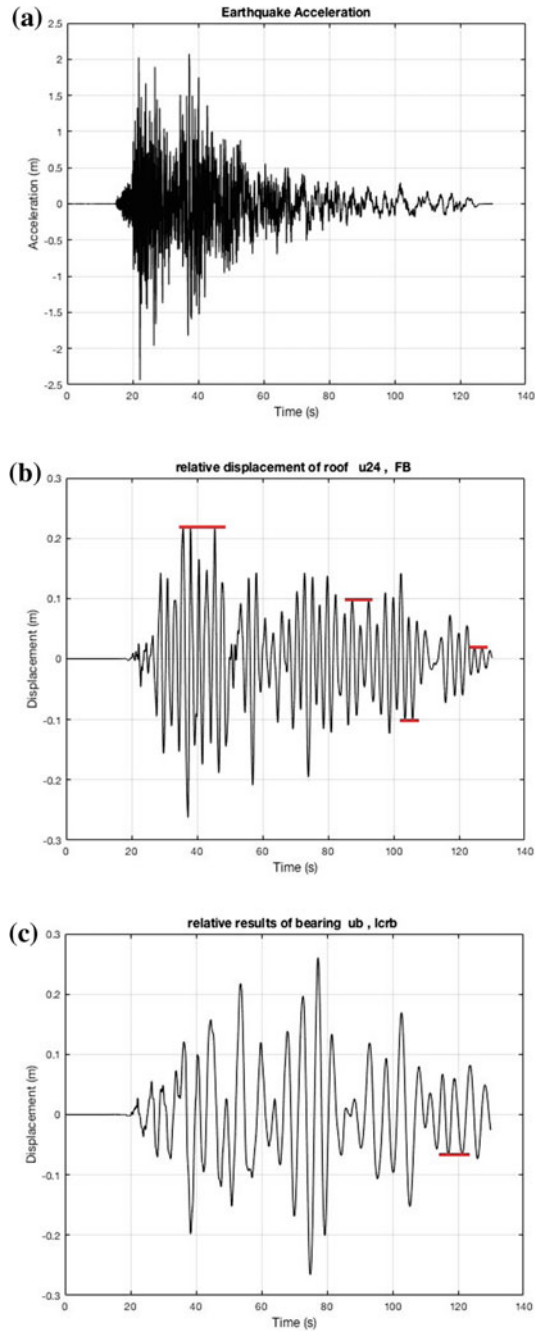 (a)
Earthquake Acceleration
2.5
2
1.5
1
0.5
0
-0.5
-1
-1.5
-2
-2.5
Acceleration (m)
0 20 40 60 80 100 120 140
Time (s)
(b)
relative displacement of roof u24 , FB
0.3
0.2
0.1
0
-0.1
-0.2
-0.3
Displacement (m)
0 20 40 60 80 100 120 140
Time (s)
(c)
relative results of bearing ub , lcrb
0.3
0.2
0.1
0
-0.1
-0.2
-0.3
Displacement (m)
0 20 40 60 80 100 120 140
Time (s)